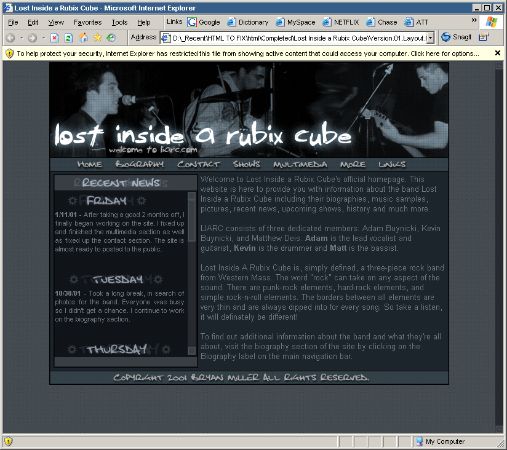 Lost Inside a Rubix Cube - Microsoft Internet Explorer
File Edit View Favorites Tools Help Links Google Dictionary MySpace NETFLIX Chase ATT
Address D:\_Recent\HTML TO FIX\html\Completed\Lost Inside a Rubix Cube\Version.01.Layout. SnagIt
To help protect your security, Internet Explorer has restricted this file from showing active content that could access your computer. Click here for options...
lost inside a rubix cube
welcome to liarc.com
Home Biography Contact Shows Multimedia More Links
Recent News
Friday
1/11/01 - After taking a good 2 months off, I
finally began working on the site. I fixed up
and finished the multimedia section as well
as fixed up the contact section. The site is
almost ready to posted to the public.
Tuesday
10/30/01 - Took a long break, in search of
photos for the band. Everyone was busy
so I didn't get a chance. I continue to work
on the biography section.
Thursday
Welcome to Lost Inside a Rubix Cube's official homepage. This
website is here to provide you with information about the band Lost
Inside a Rubix Cube including their biographies, music samples,
pictures, recent news, upcoming shows, history and much more.
LIARC consists of three dedicated members: Adam Buynicki, Kevin
Buynicki, and Matthew Deis. Adam is the lead vocalist and
guitarist, Kevin is the drummer and Matt is the bassist.
Lost Inside A Rubix Cube is, simply defined, a three-piece rock band
from Western Mass. The word "rock" can take on any aspect of the
sound. There are punk-rock elements, hard-rock elements, and
simple rock-n-roll elements. The borders between all elements are
very thin and are always dipped into for every song. So take a listen,
it will definately be different!
To find out additional information about the band and what they're all
about, visit the biography section of the site by clicking on the
Biography label on the main navigation bar.
Copyright 2001 Bryan Miller All Rights Reserved.
My Computer